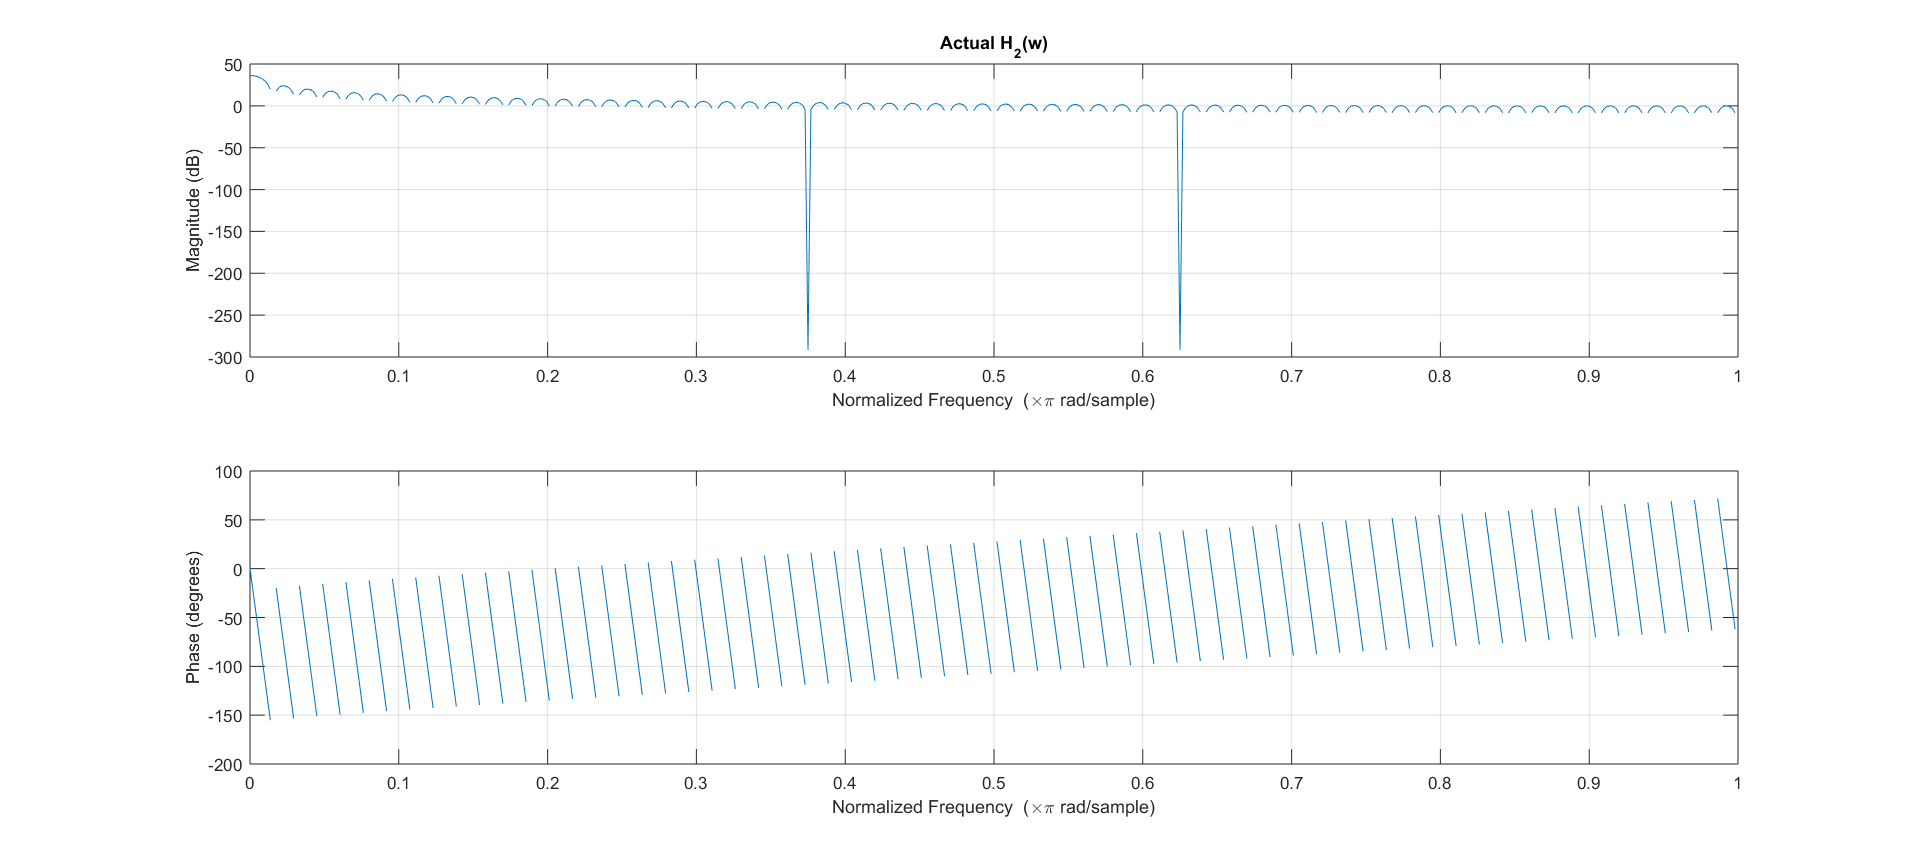 Actual H₂(w)
50
0
-50
-100
-150
-200
-250
-300
Magnitude (dB)
0 0.1 0.2 0.3 0.4 0.5 0.6 0.7 0.8 0.9 1
Normalized Frequency (×π rad/sample)
100
50
0
-50
-100
-150
-200
Phase (degrees)
0 0.1 0.2 0.3 0.4 0.5 0.6 0.7 0.8 0.9 1
Normalized Frequency (×π rad/sample)